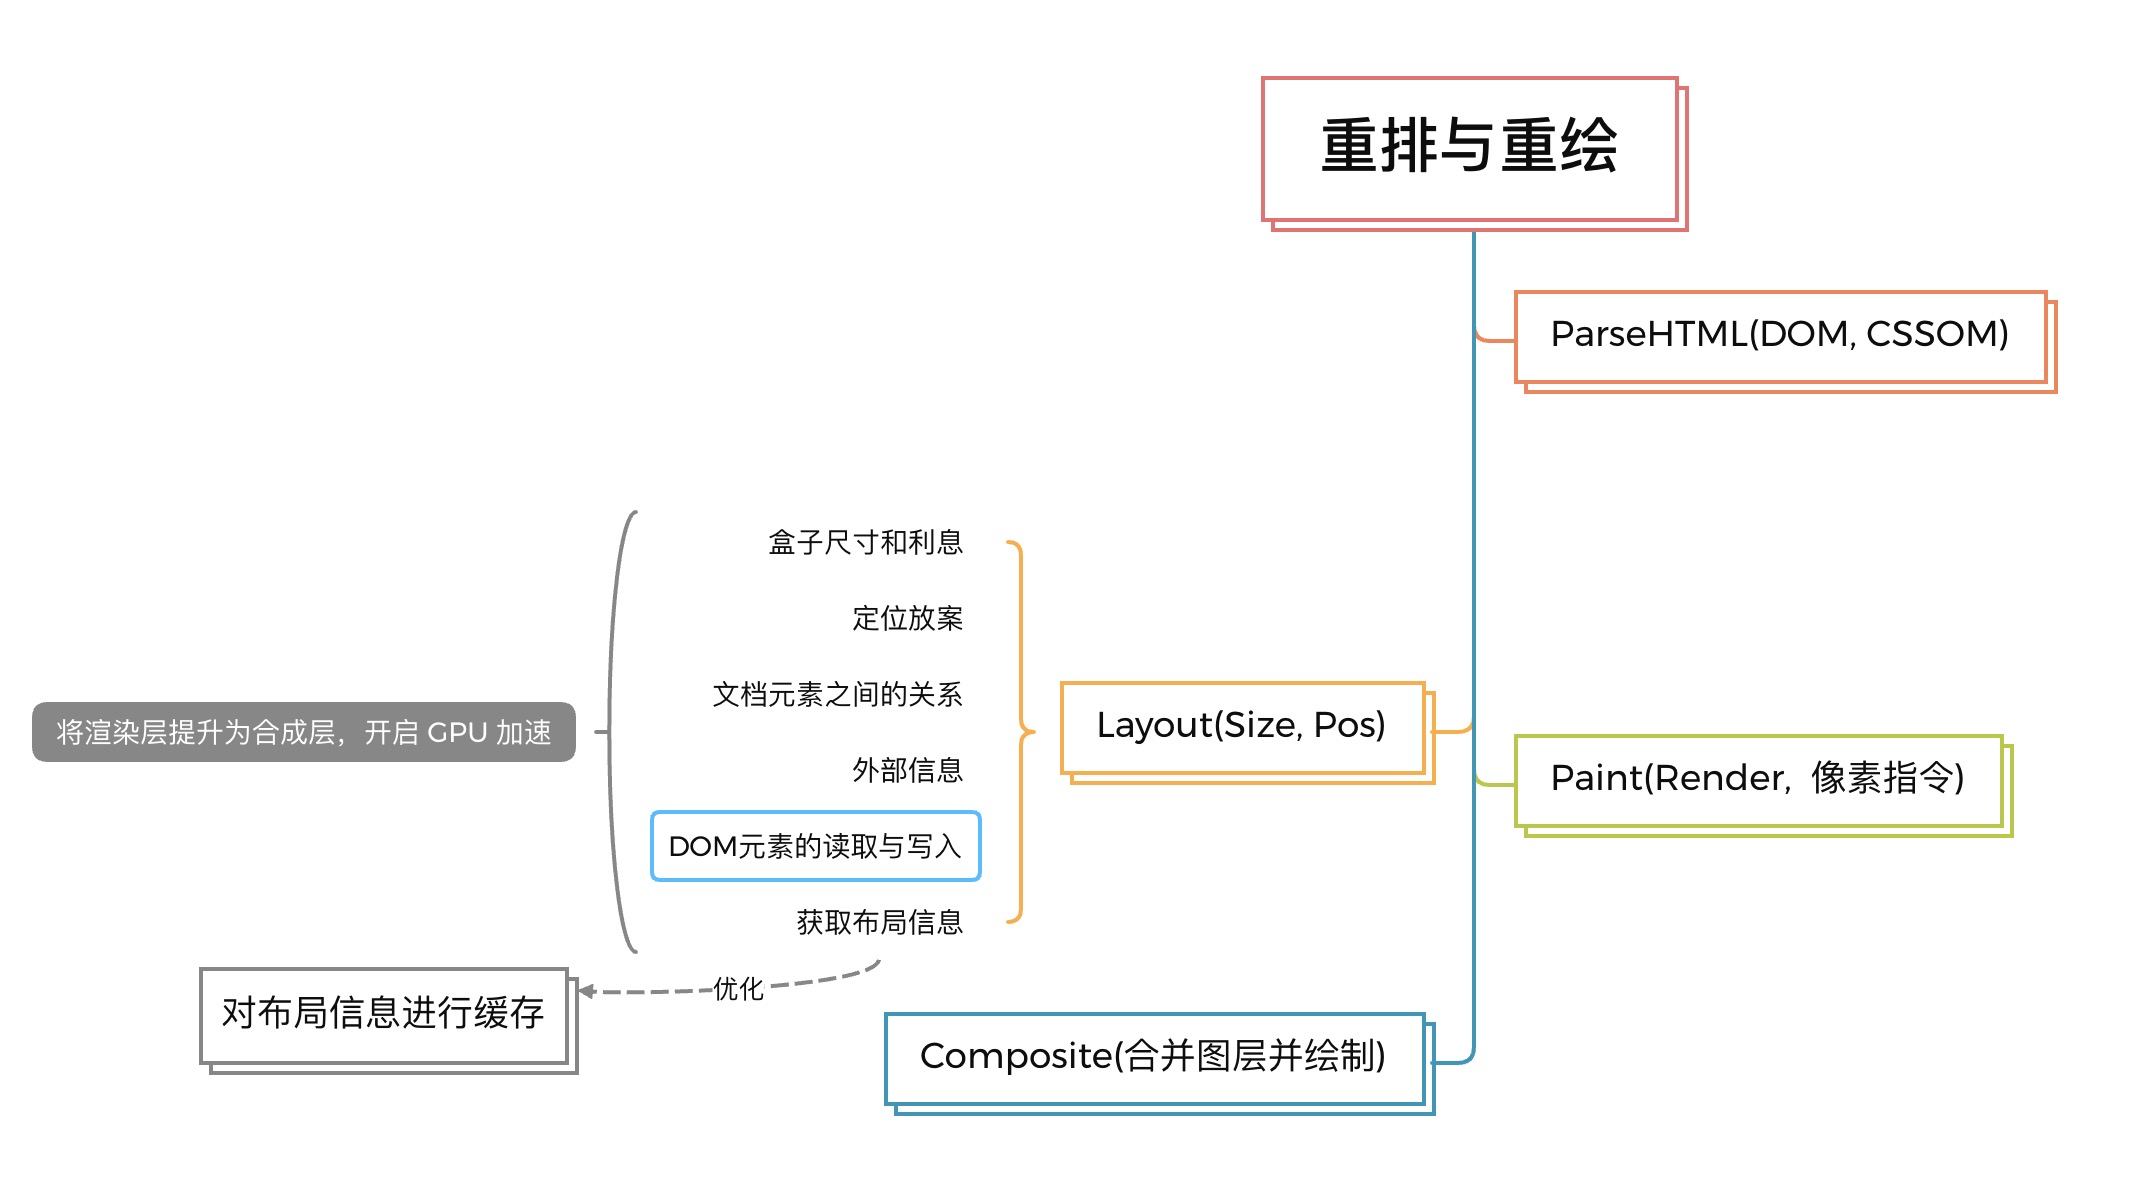 重排与重绘
ParseHTML(DOM, CSSOM)
盒子尺寸和利息
定位放案
文档元素之间的关系
外部信息
DOM元素的读取与写入
获取布局信息
Layout(Size, Pos)
将渲染层提升为合成层，开启 GPU 加速
Paint(Render, 像素指令)
优化
对布局信息进行缓存
Composite(合并图层并绘制)